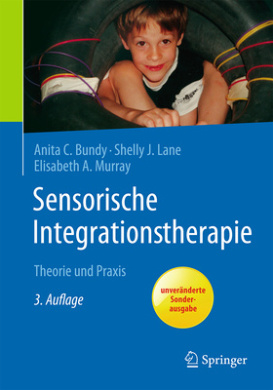 Anita C. Bundy · Shelly J. Lane
Elisabeth A. Murray
Sensorische
Integrationstherapie
Theorie und Praxis
3. Auflage
unveränderte
Sonder-
ausgabe
Springer